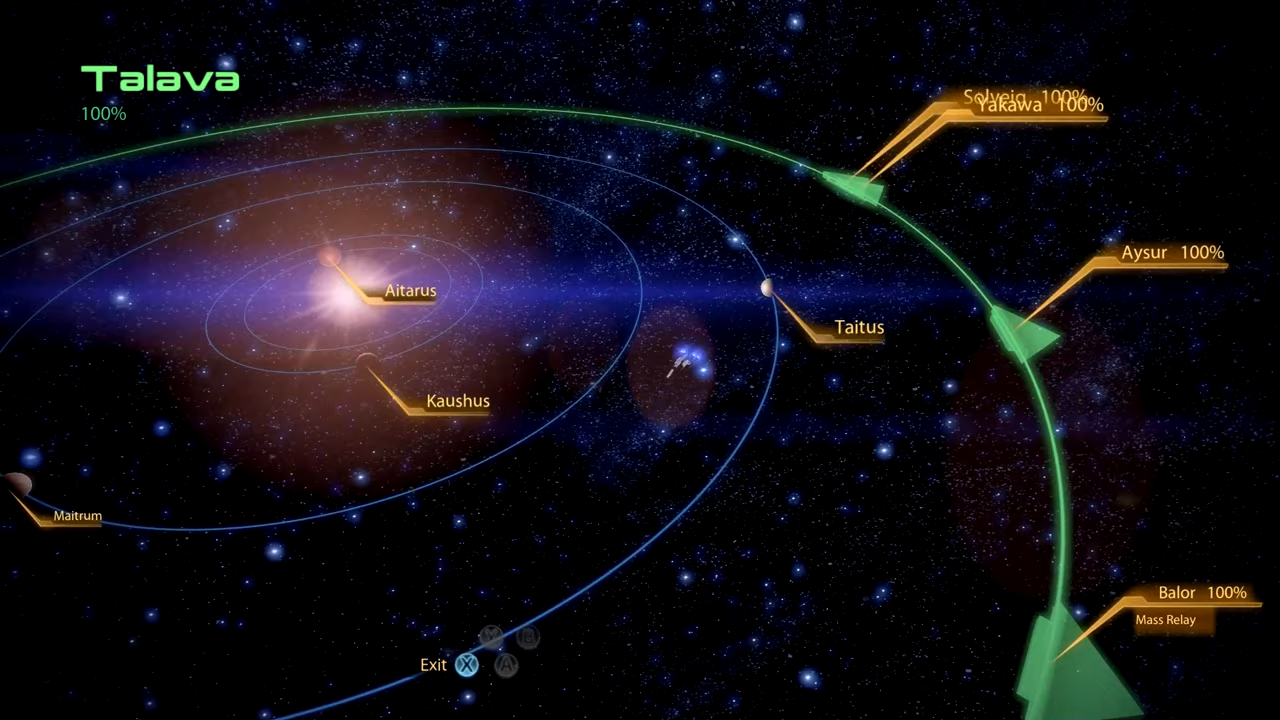 Talava
100%
Solveig 100%
Yakawa 100%
Aysur 100%
Aitarus
Taitus
Kaushus
Maitrum
Balor 100%
Mass Relay
Y B
Exit X A